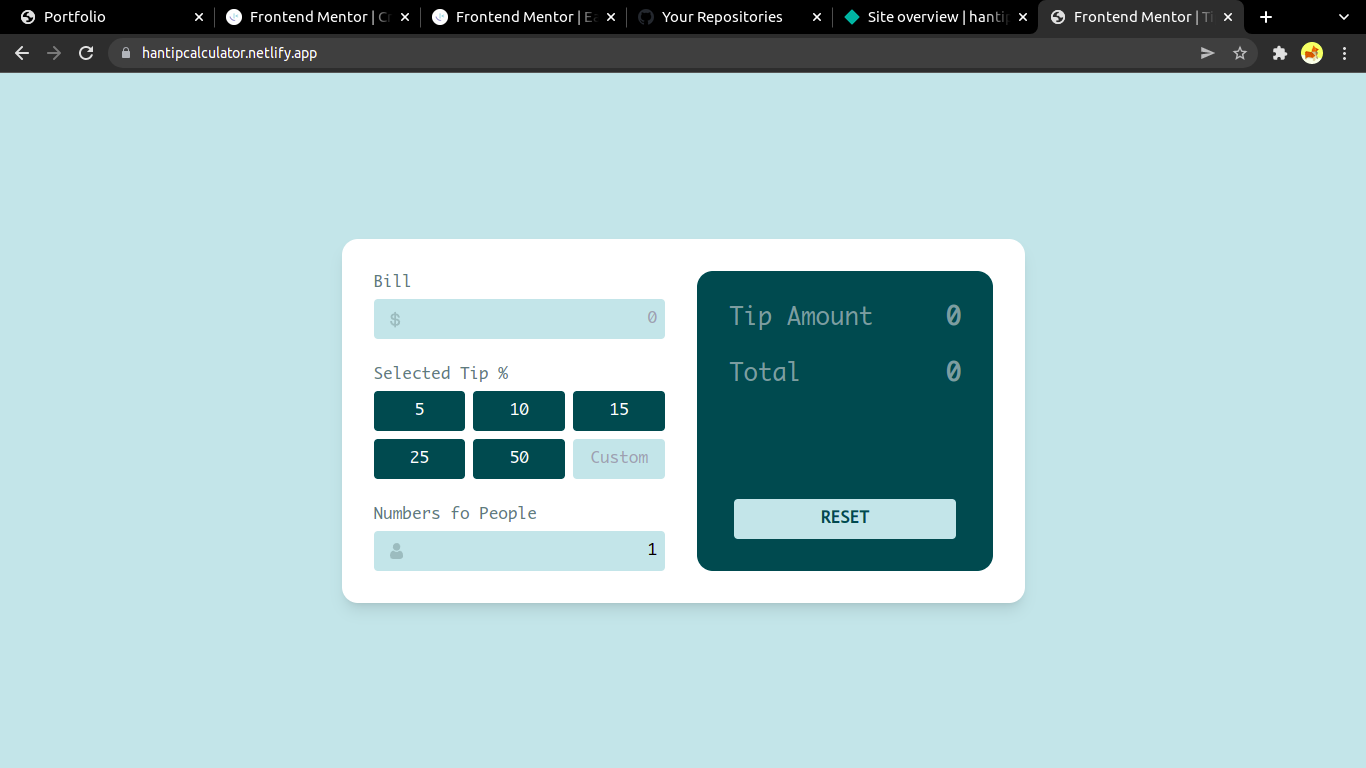 Portfolio
Frontend Mentor | Cr
Frontend Mentor | Ea
Your Repositories
Site overview | hantip
Frontend Mentor | Ti
hantipcalculator.netlify.app
Bill
$ 0
Selected Tip %
5 10 15
25 50 Custom
Numbers fo People
1
Tip Amount 0
Total 0
RESET